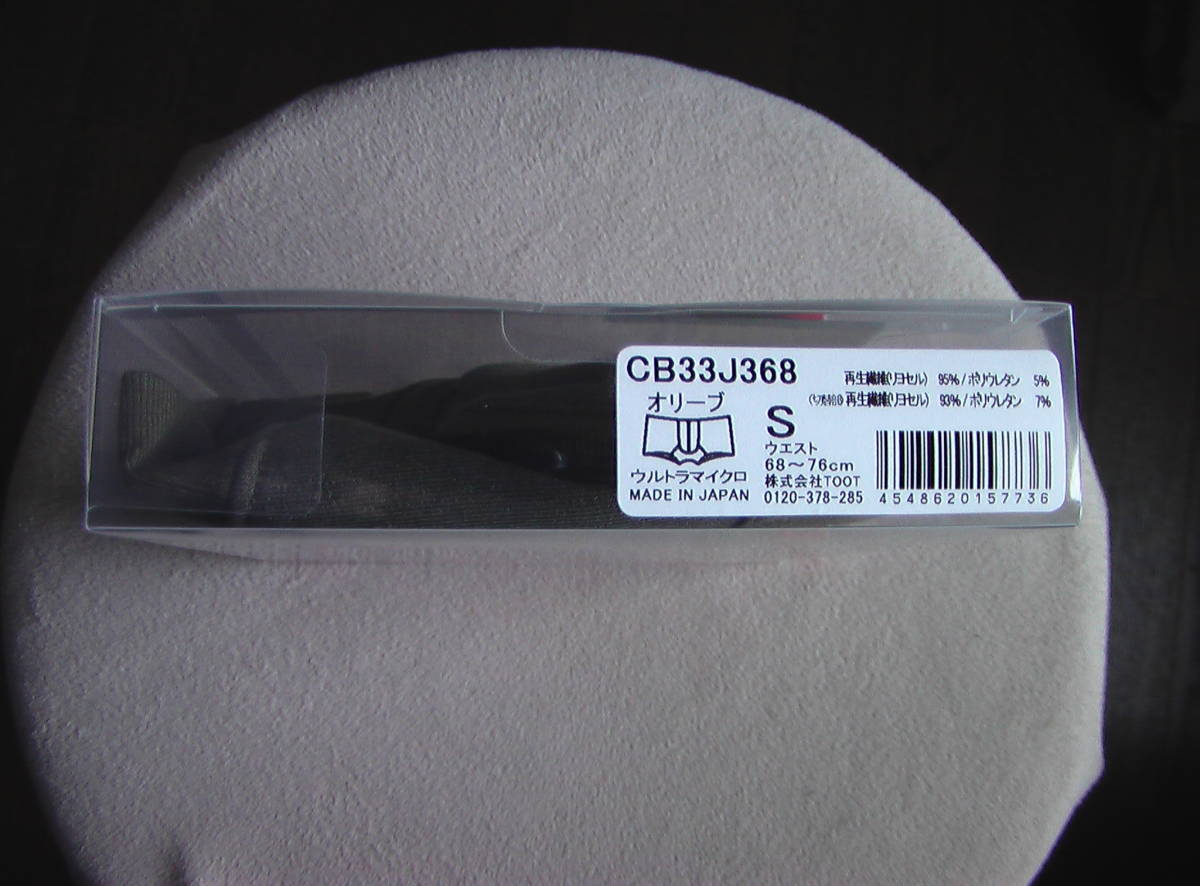 CB33J368
再生繊維(リヨセル) 95%/ポリウレタン 5%
再生繊維(リヨセル) 93%/ポリウレタン 7%
オリーブ
S
ウエスト
68～76cm
ウルトラマイクロ
MADE IN JAPAN
株式会社TOOT
0120-378-285
4548620157736